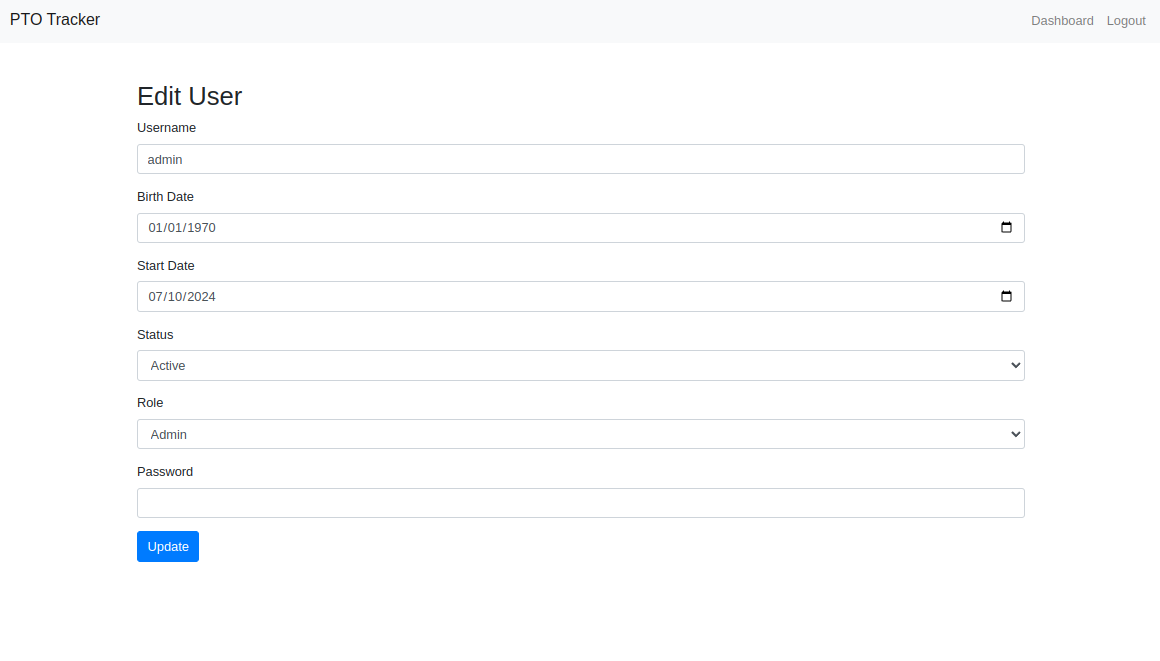 PTO Tracker
Dashboard Logout
Edit User
Username
admin
Birth Date
01/01/1970
Start Date
07/10/2024
Status
Active
Role
Admin
Password
Update